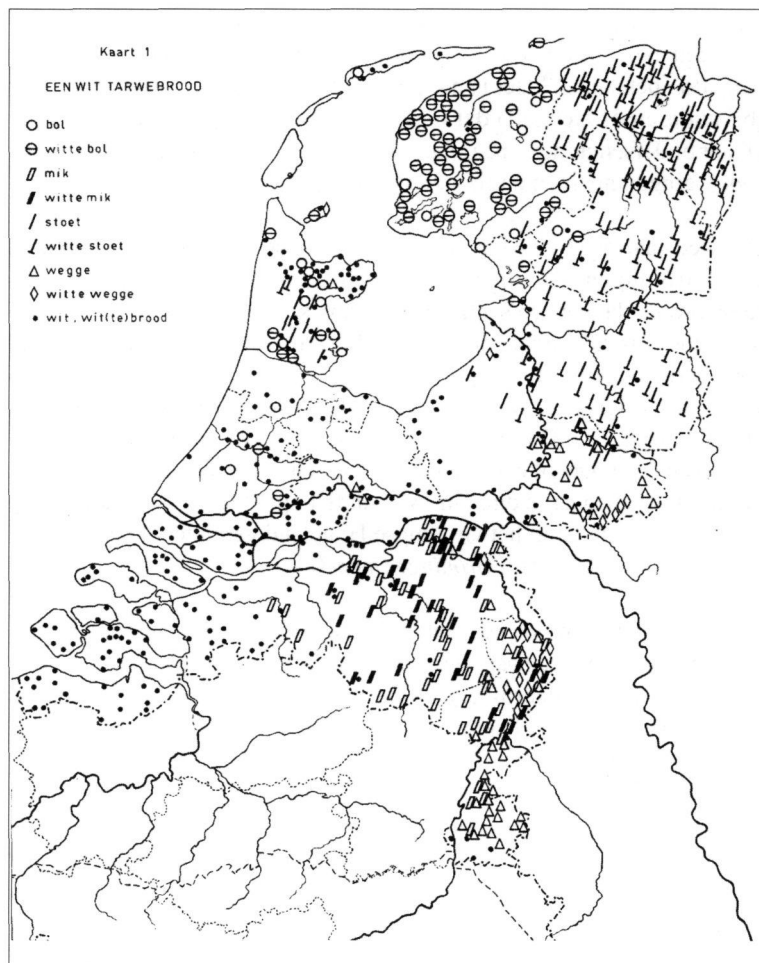 Kaart 1
EEN WIT TARWEBROOD
bol
witte bol
mik
witte mik
stoet
witte stoet
wegge
witte wegge
wit, wit(te)brood